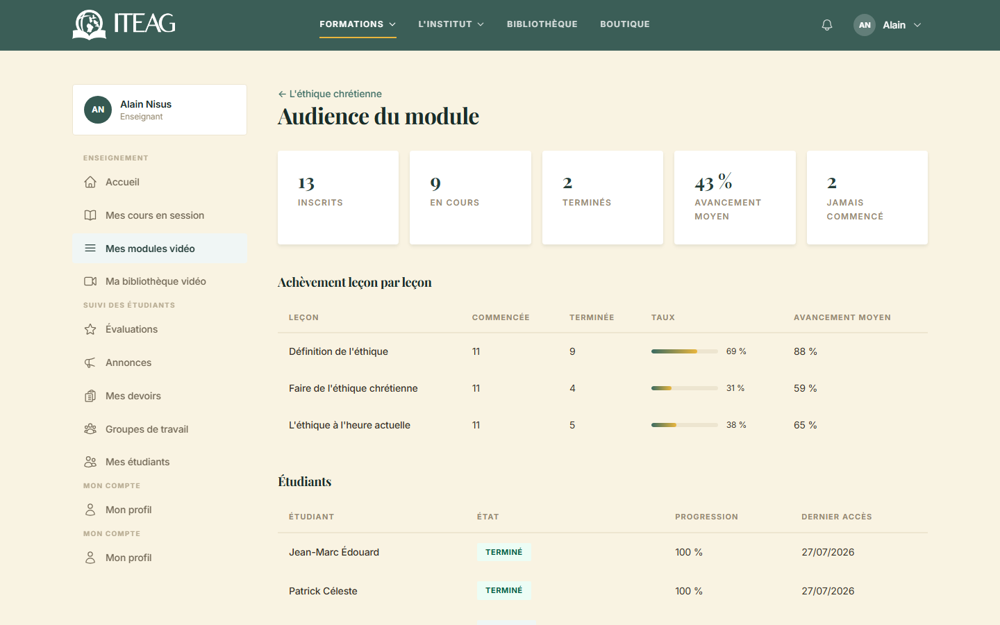 ITEAG
FORMATIONS
L'INSTITUT
BIBLIOTHÈQUE
BOUTIQUE
AN
Alain
AN
Alain Nisus
Enseignant
ENSEIGNEMENT
Accueil
Mes cours en session
Mes modules vidéo
Ma bibliothèque vidéo
SUIVI DES ÉTUDIANTS
Évaluations
Annonces
Mes devoirs
Groupes de travail
Mes étudiants
MON COMPTE
Mon profil
MON COMPTE
Mon profil
← L'éthique chrétienne
Audience du module
13
INSCRITS
9
EN COURS
2
TERMINÉS
43 %
AVANCEMENT
MOYEN
2
JAMAIS
COMMENCÉ
Achèvement leçon par leçon
LEÇON COMMENCÉE TERMINÉE TAUX AVANCEMENT MOYEN
Définition de l'éthique 11 9 69 % 88 %
Faire de l'éthique chrétienne 11 4 31 % 59 %
L'éthique à l'heure actuelle 11 5 38 % 65 %
Étudiants
ÉTUDIANT ÉTAT PROGRESSION DERNIER ACCÈS
Jean-Marc Édouard TERMINÉ 100 % 27/07/2026
Patrick Céleste TERMINÉ 100 % 27/07/2026